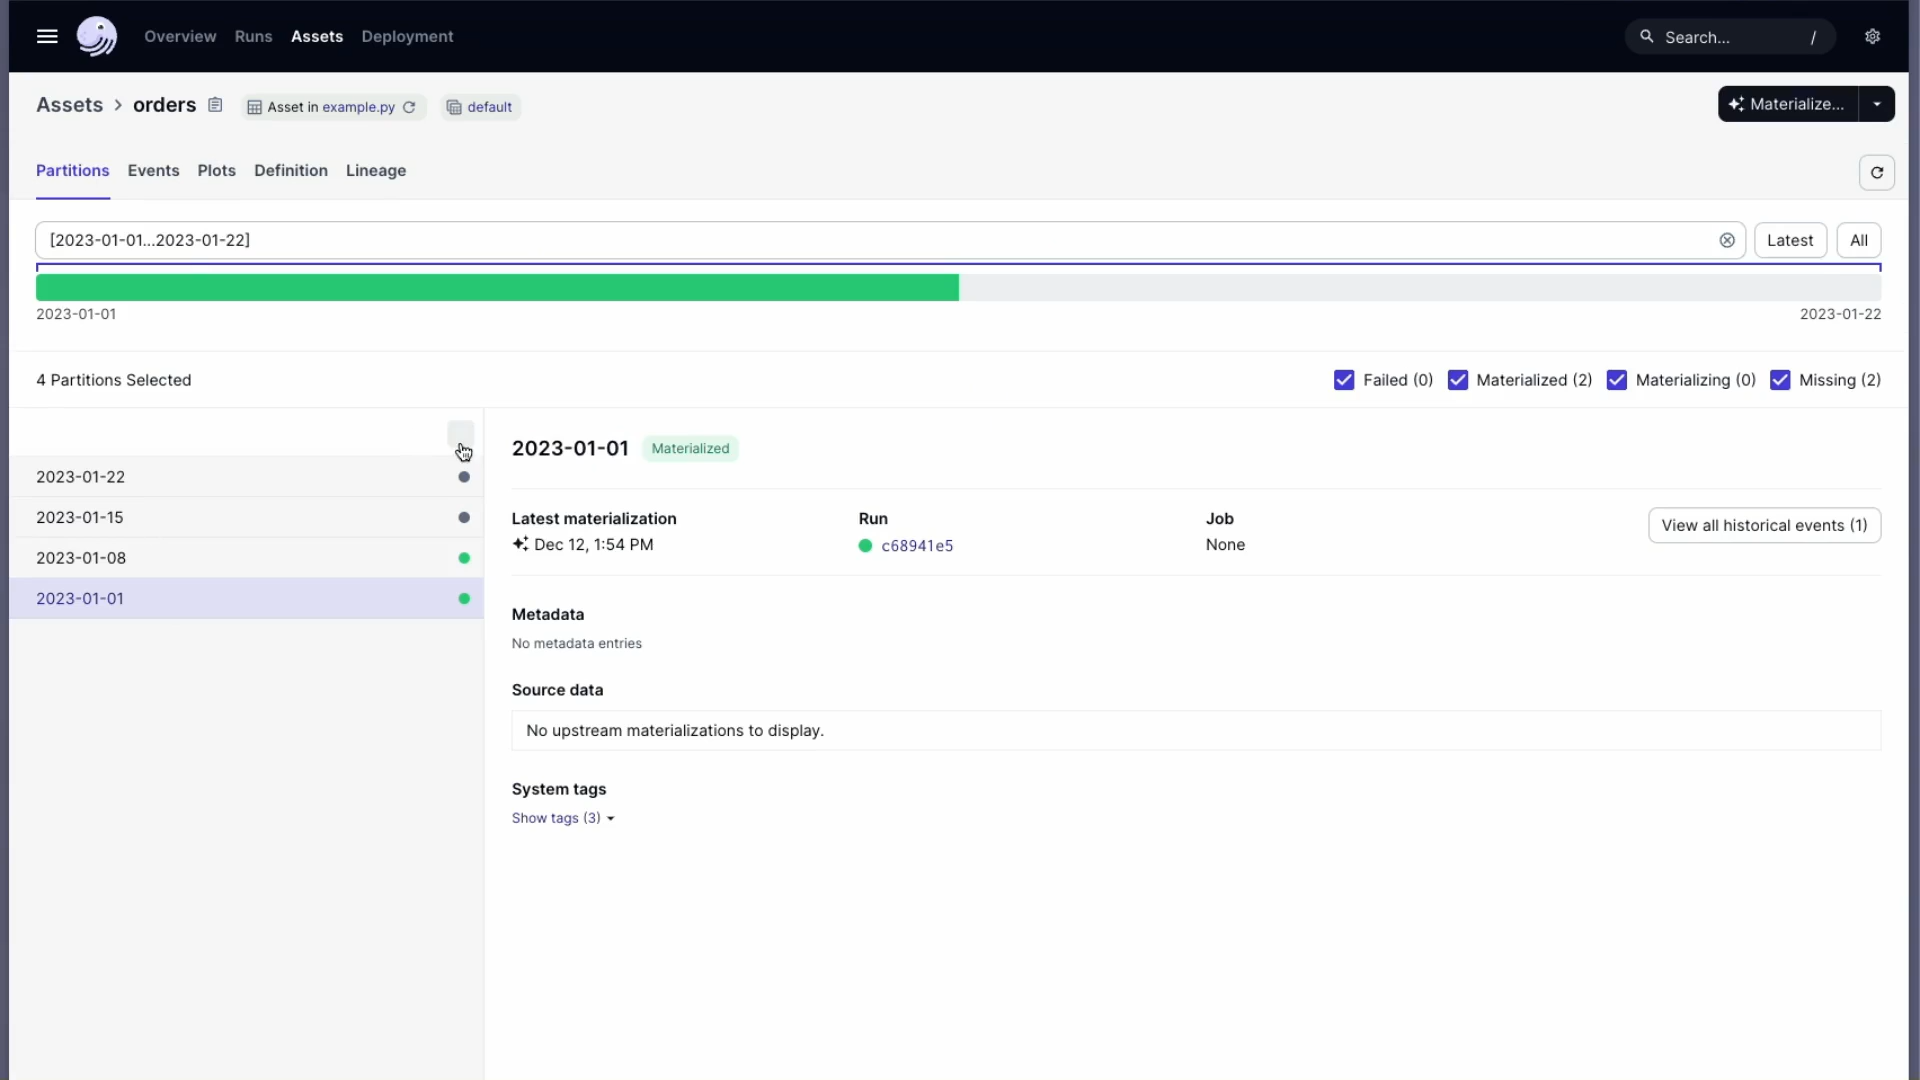 Overview Runs Assets Deployment Search... /
Assets > orders Asset in example.py default Materialize...
Partitions Events Plots Definition Lineage
[2023-01-01...2023-01-22] Latest All
2023-01-01 2023-01-22
4 Partitions Selected Failed (0) Materialized (2) Materializing (0) Missing (2)
2023-01-22
2023-01-15
2023-01-08
2023-01-01
2023-01-01 Materialized
Latest materialization Run Job View all historical events (1)
Dec 12, 1:54 PM c68941e5 None
Metadata
No metadata entries
Source data
No upstream materializations to display.
System tags
Show tags (3)